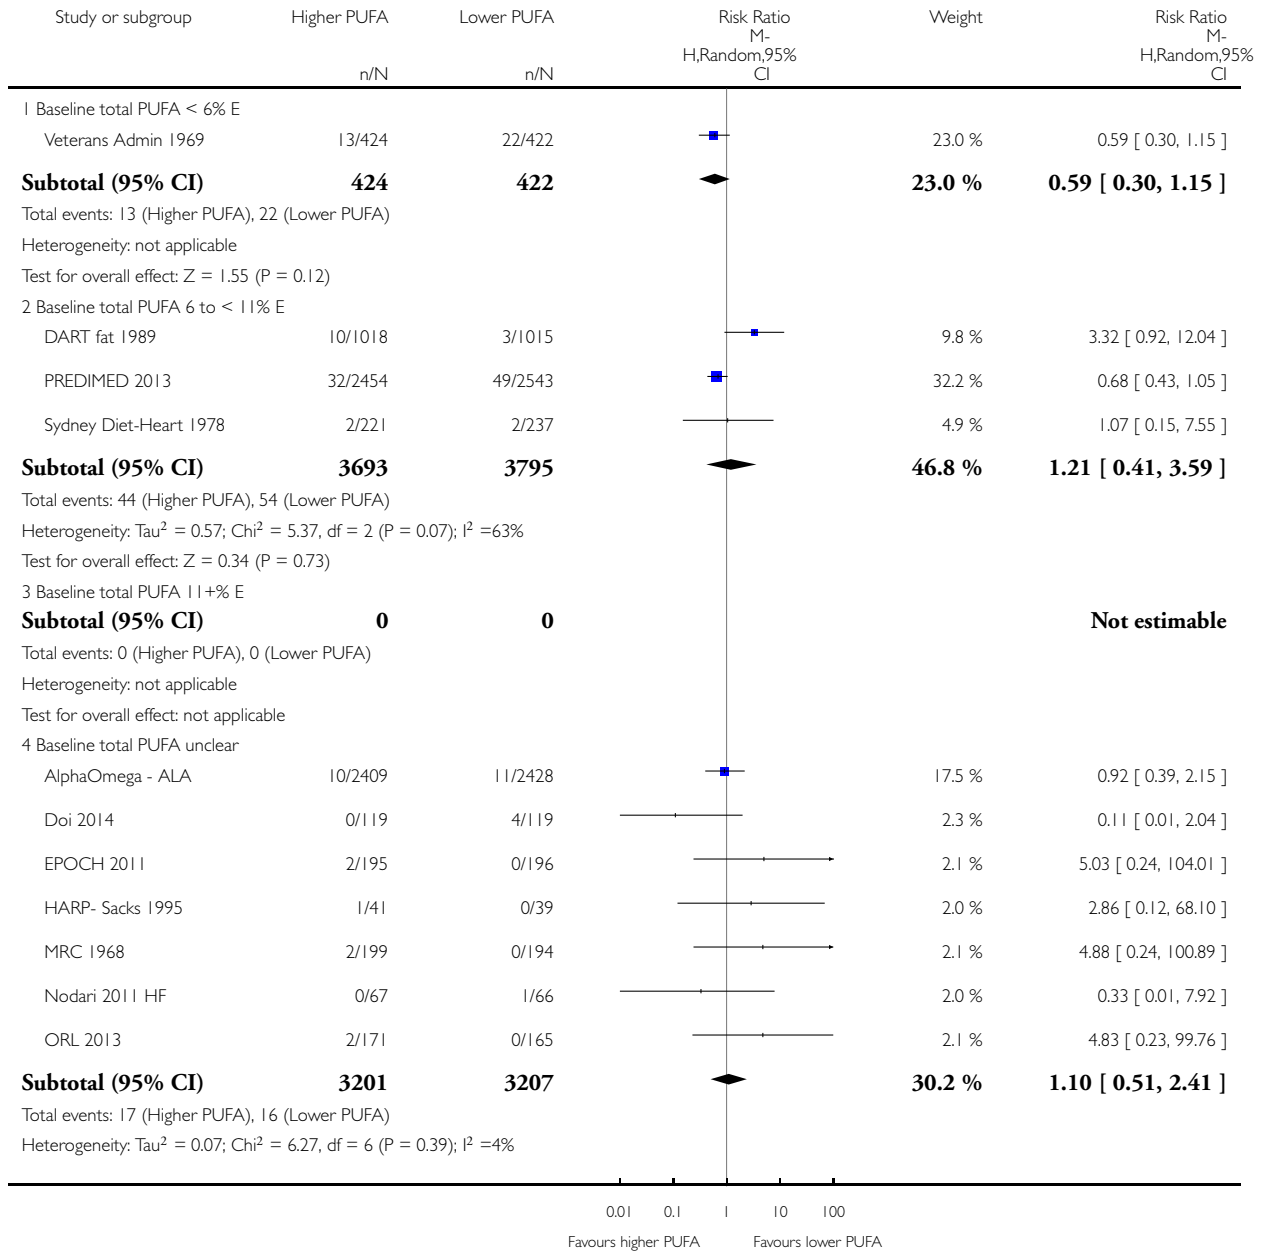 Study or subgroup Higher PUFA Lower PUFA Risk Ratio Weight Risk Ratio
M- M-
H,Random,95% H,Random,95%
n/N n/N CI CI
1 Baseline total PUFA < 6% E
Veterans Admin 1969 13/424 22/422 23.0 % 0.59 [ 0.30, 1.15 ]
Subtotal (95% CI) 424 422 23.0 % 0.59 [ 0.30, 1.15 ]
Total events: 13 (Higher PUFA), 22 (Lower PUFA)
Heterogeneity: not applicable
Test for overall effect: Z = 1.55 (P = 0.12)
2 Baseline total PUFA 6 to < 11% E
DART fat 1989 10/1018 3/1015 9.8 % 3.32 [ 0.92, 12.04 ]
PREDIMED 2013 32/2454 49/2543 32.2 % 0.68 [ 0.43, 1.05 ]
Sydney Diet-Heart 1978 2/221 2/237 4.9 % 1.07 [ 0.15, 7.55 ]
Subtotal (95% CI) 3693 3795 46.8 % 1.21 [ 0.41, 3.59 ]
Total events: 44 (Higher PUFA), 54 (Lower PUFA)
Heterogeneity: Tau² = 0.57; Chi² = 5.37, df = 2 (P = 0.07); I² =63%
Test for overall effect: Z = 0.34 (P = 0.73)
3 Baseline total PUFA 11+% E
Subtotal (95% CI) 0 0 Not estimable
Total events: 0 (Higher PUFA), 0 (Lower PUFA)
Heterogeneity: not applicable
Test for overall effect: not applicable
4 Baseline total PUFA unclear
AlphaOmega - ALA 10/2409 11/2428 17.5 % 0.92 [ 0.39, 2.15 ]
Doi 2014 0/119 4/119 2.3 % 0.11 [ 0.01, 2.04 ]
EPOCH 2011 2/195 0/196 2.1 % 5.03 [ 0.24, 104.01 ]
HARP- Sacks 1995 1/41 0/39 2.0 % 2.86 [ 0.12, 68.10 ]
MRC 1968 2/199 0/194 2.1 % 4.88 [ 0.24, 100.89 ]
Nodari 2011 HF 0/67 1/66 2.0 % 0.33 [ 0.01, 7.92 ]
ORL 2013 2/171 0/165 2.1 % 4.83 [ 0.23, 99.76 ]
Subtotal (95% CI) 3201 3207 30.2 % 1.10 [ 0.51, 2.41 ]
Total events: 17 (Higher PUFA), 16 (Lower PUFA)
Heterogeneity: Tau² = 0.07; Chi² = 6.27, df = 6 (P = 0.39); I² =4%
0.01 0.1 1 10 100
Favours higher PUFA Favours lower PUFA